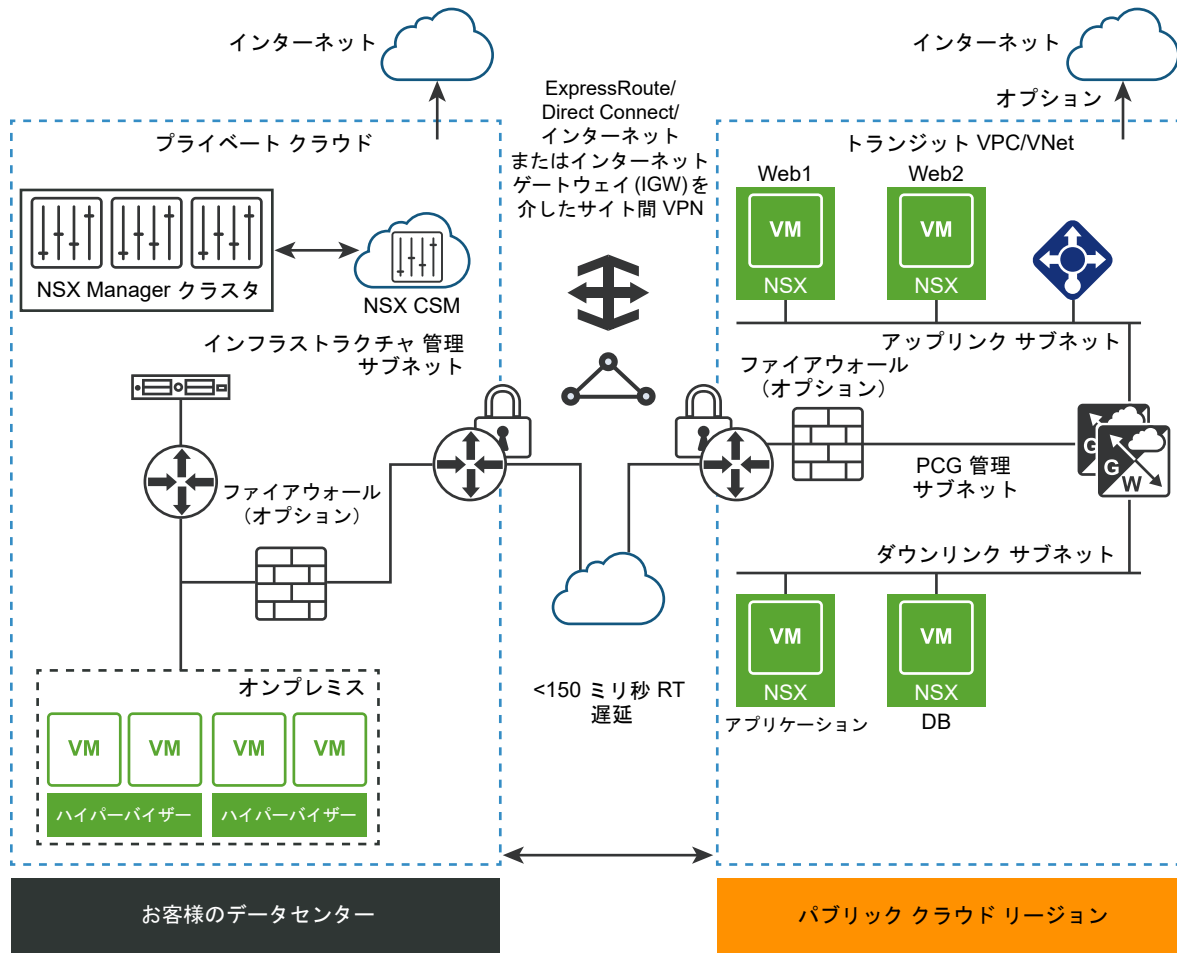 インターネット
プライベート クラウド
NSX Manager クラスタ
NSX CSM
インフラストラクチャ 管理
サブネット
ファイアウォール
（オプション）
オンプレミス
VM
VM
VM
VM
ハイパーバイザー
ハイパーバイザー
お客様のデータセンター
ExpressRoute/
Direct Connect/
インターネット
またはインターネット
ゲートウェイ (IGW) を
介したサイト間 VPN
<150 ミリ秒 RT
遅延
インターネット
オプション
トランジット VPC/VNet
Web1
Web2
VM
VM
NSX
NSX
アップリンク サブネット
ファイアウォール
（オプション）
PCG 管理
サブネット
G
G
W
ダウンリンク サブネット
VM
VM
NSX
NSX
アプリケーション
DB
パブリック クラウド リージョン